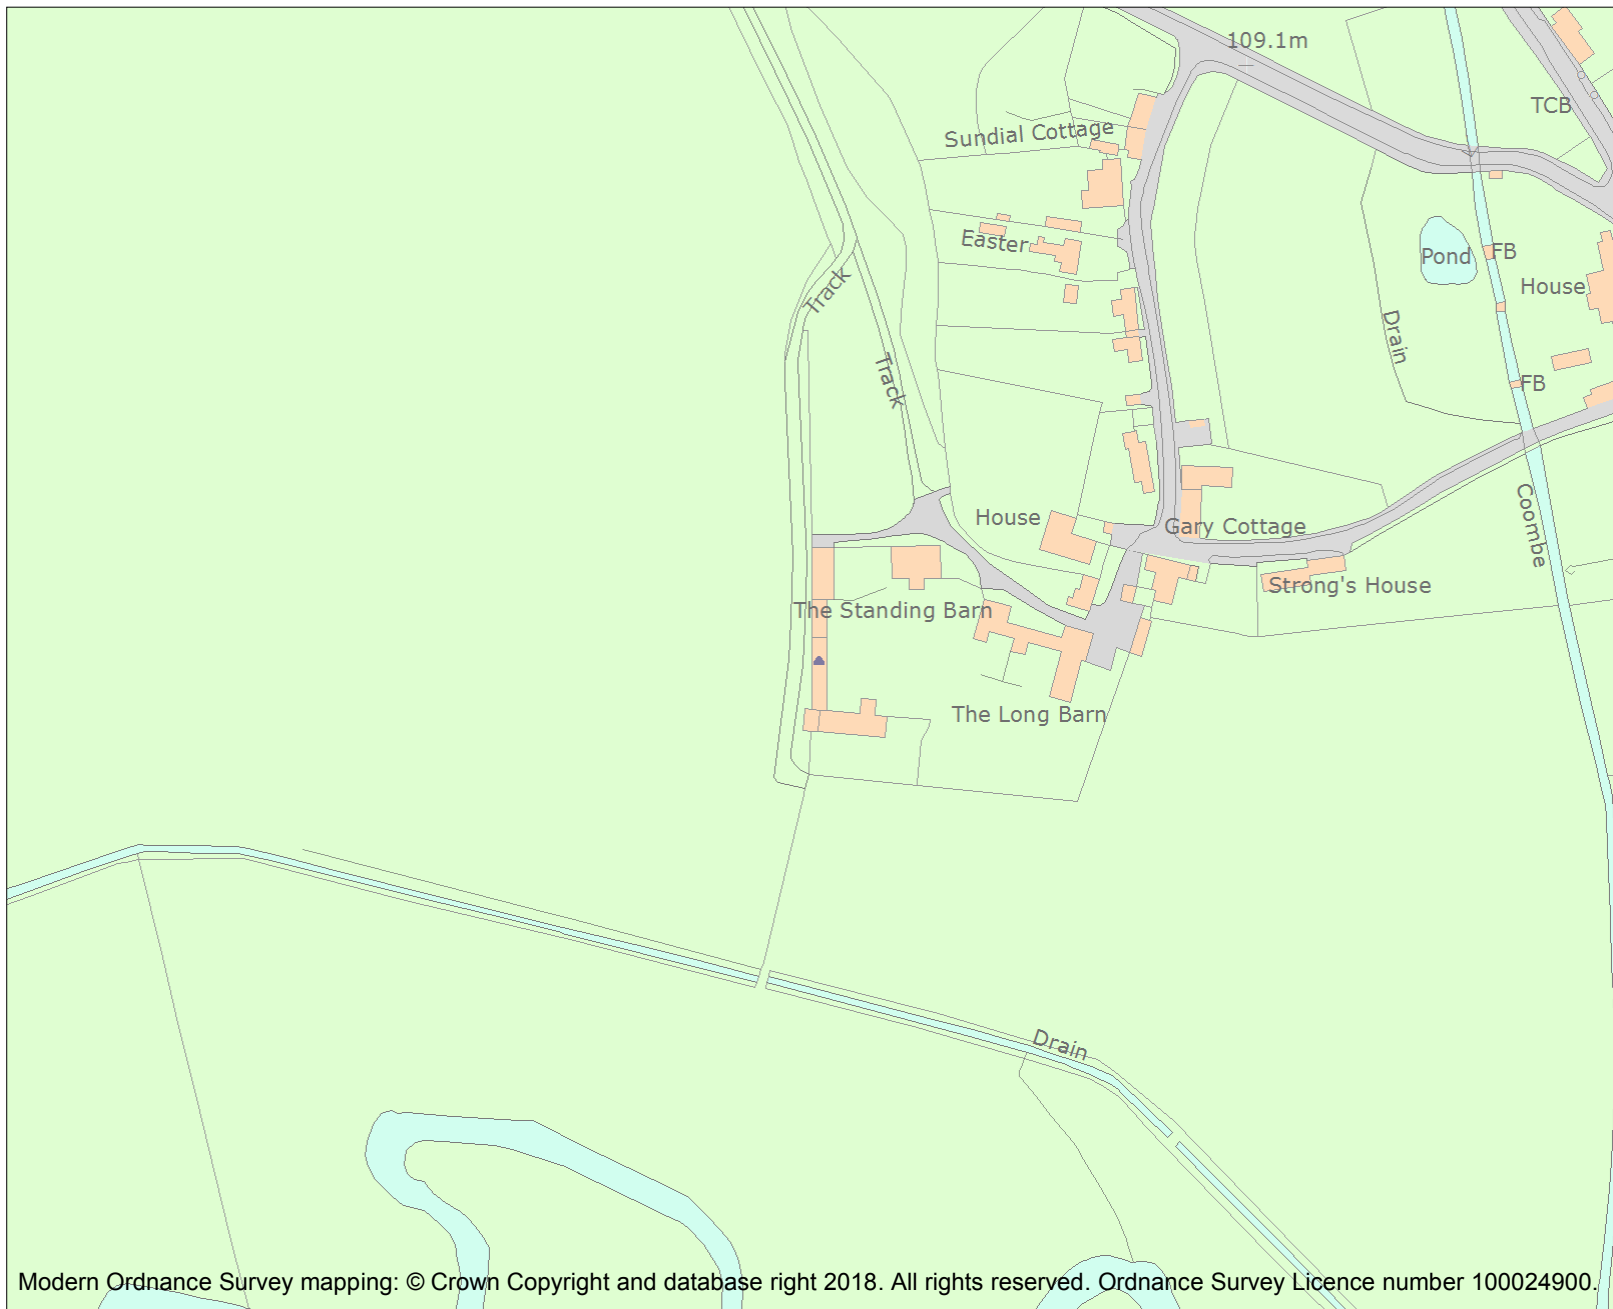 109.1m
TCB
Sundial Cottage
Easter
Pond
FB
House
Track
Drain
Track
FB
House
Gary Cottage
Coombe
Strong's House
The Standing Barn
The Long Barn
Drain
Modern Ordnance Survey mapping: © Crown Copyright and database right 2018. All rights reserved. Ordnance Survey Licence number 100024900.